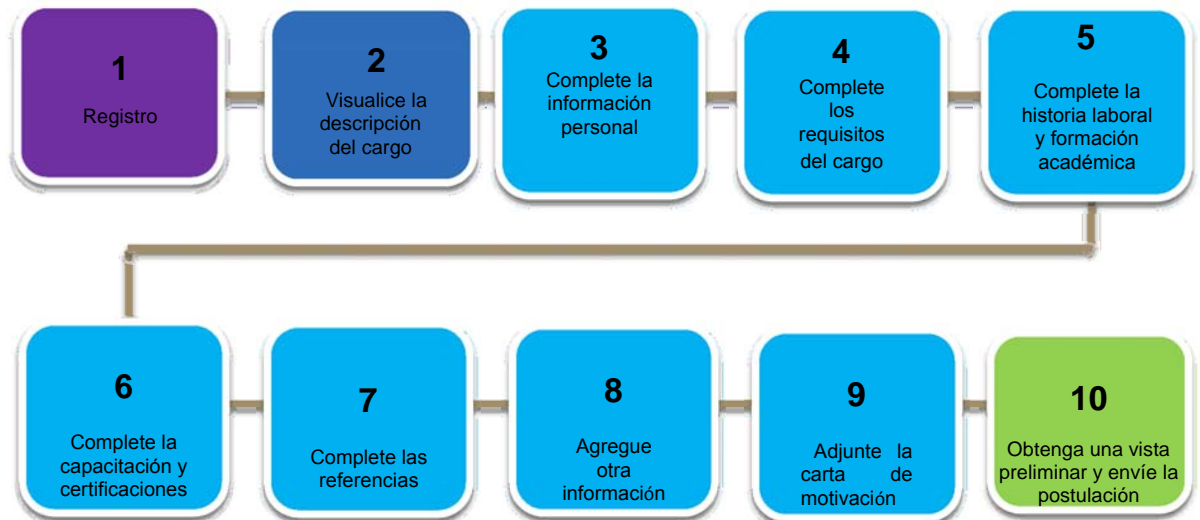 1
Registro
2
Visualice la
descripción
del cargo
3
Complete la
información
personal
4
Complete
los
requisitos
del cargo
5
Complete la
historia laboral
y formación
académica
6
Complete la
capacitación y
certificaciones
7
Complete las
referencias
8
Agregue
otra
información
9
Adjunte la
carta de
motivación
10
Obtenga una vista
preliminar y envíe la
postulación